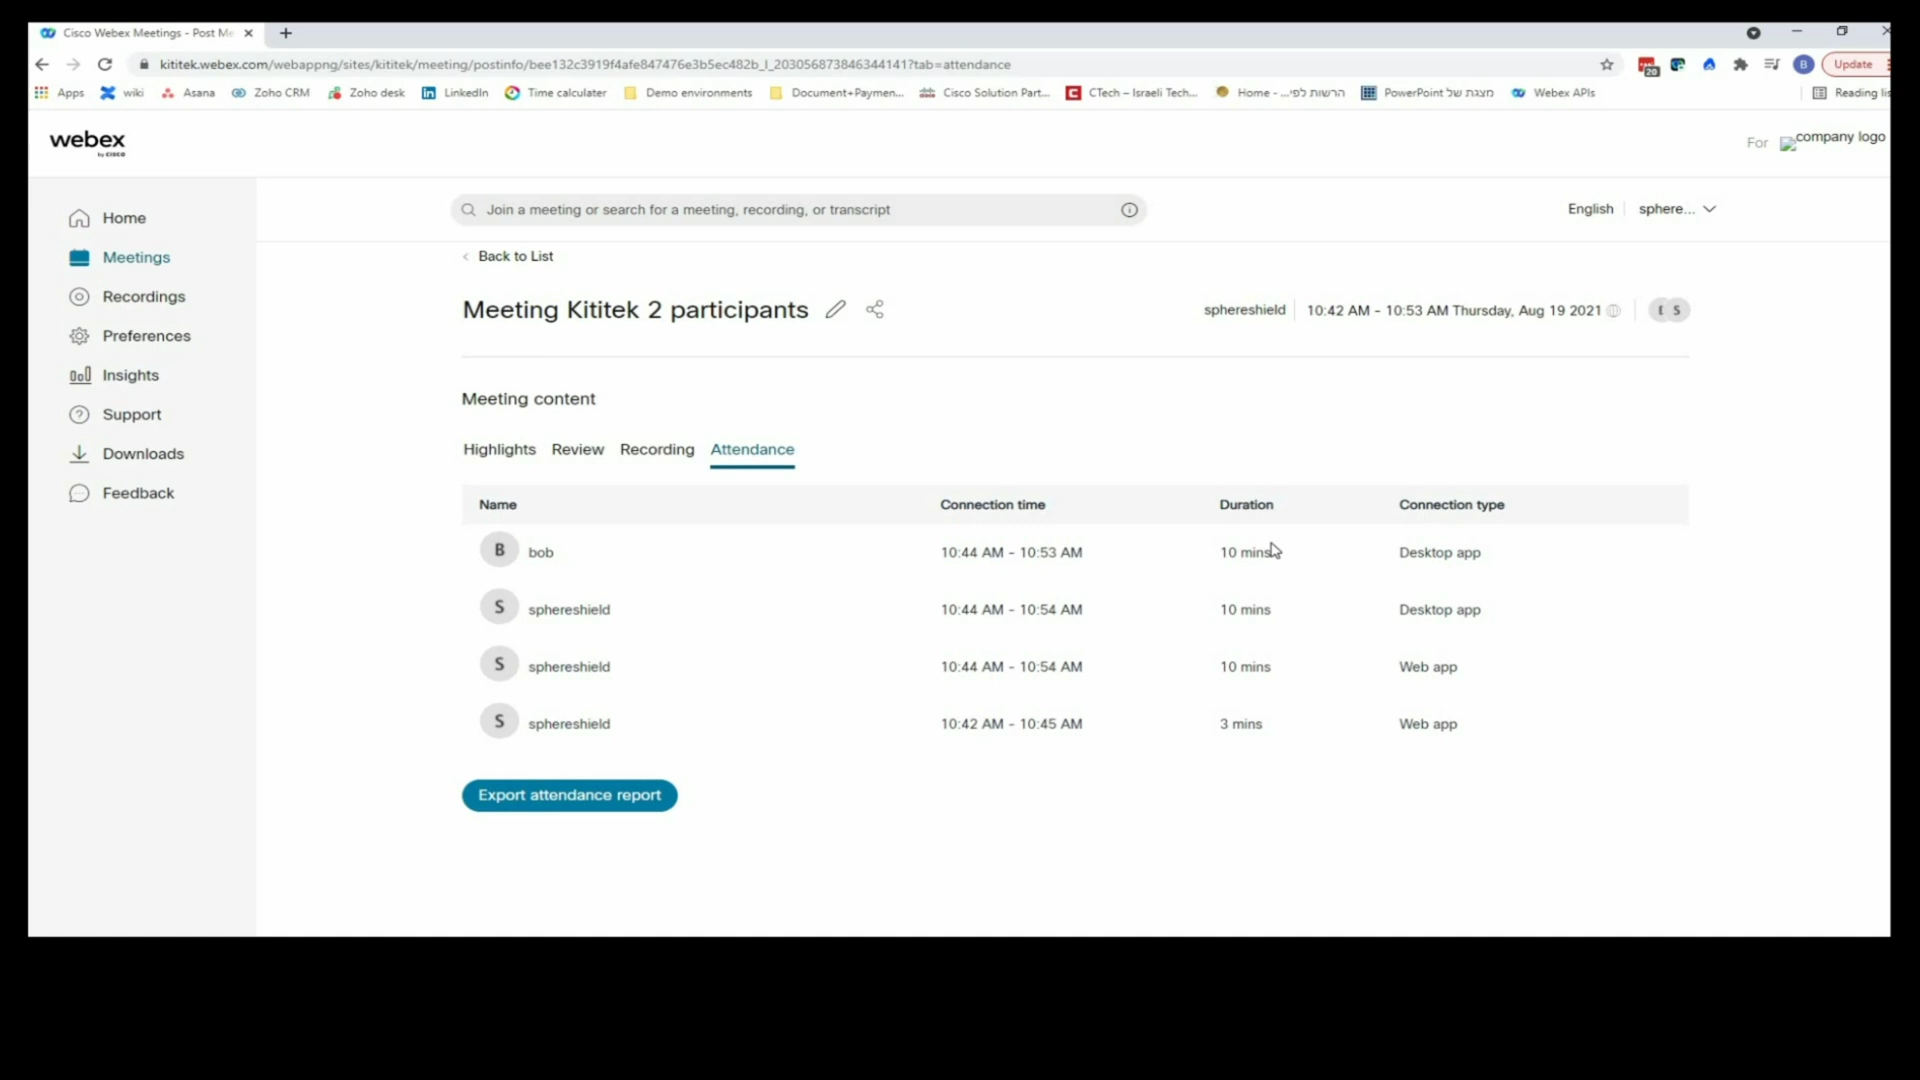 Cisco Webex Meetings - Post Me
kititek.webex.com/webappng/sites/kititek/meeting/postinfo/bee132c3919f4afe847476e3b5ec482b_I_203056873846344141?tab=attendance
20
B
Update
Apps wiki Asana Zoho CRM Zoho desk LinkedIn Time calculater Demo environments Document+Paymen... Cisco Solution Part... CTech – Israeli Tech... Home - ...הרשות לפי מצגת של PowerPoint Webex APIs Reading lis
webex
by CISCO
For company logo
Join a meeting or search for a meeting, recording, or transcript
English sphere...
Home
Meetings
Recordings
Preferences
Insights
Support
Downloads
Feedback
Back to List
Meeting Kititek 2 participants
sphereshield 10:42 AM - 10:53 AM Thursday, Aug 19 2021 S
Meeting content
Highlights Review Recording Attendance
Name Connection time Duration Connection type
B bob 10:44 AM - 10:53 AM 10 mins Desktop app
S sphereshield 10:44 AM - 10:54 AM 10 mins Desktop app
S sphereshield 10:44 AM - 10:54 AM 10 mins Web app
S sphereshield 10:42 AM - 10:45 AM 3 mins Web app
Export attendance report